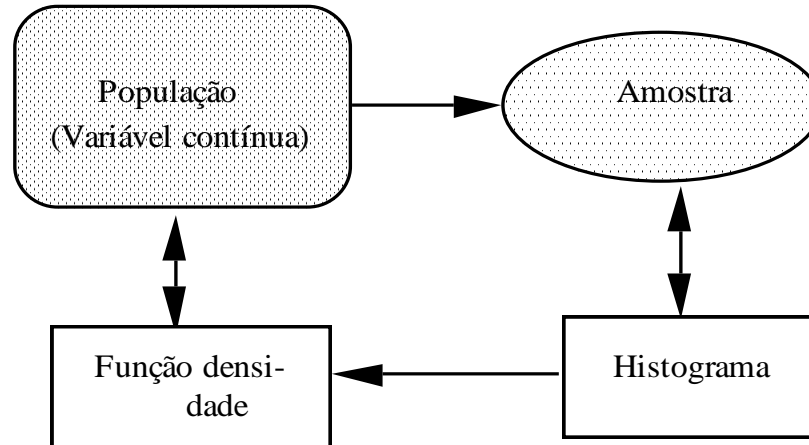 População
(Variável contínua)
Amostra
Função densi-
dade
Histograma